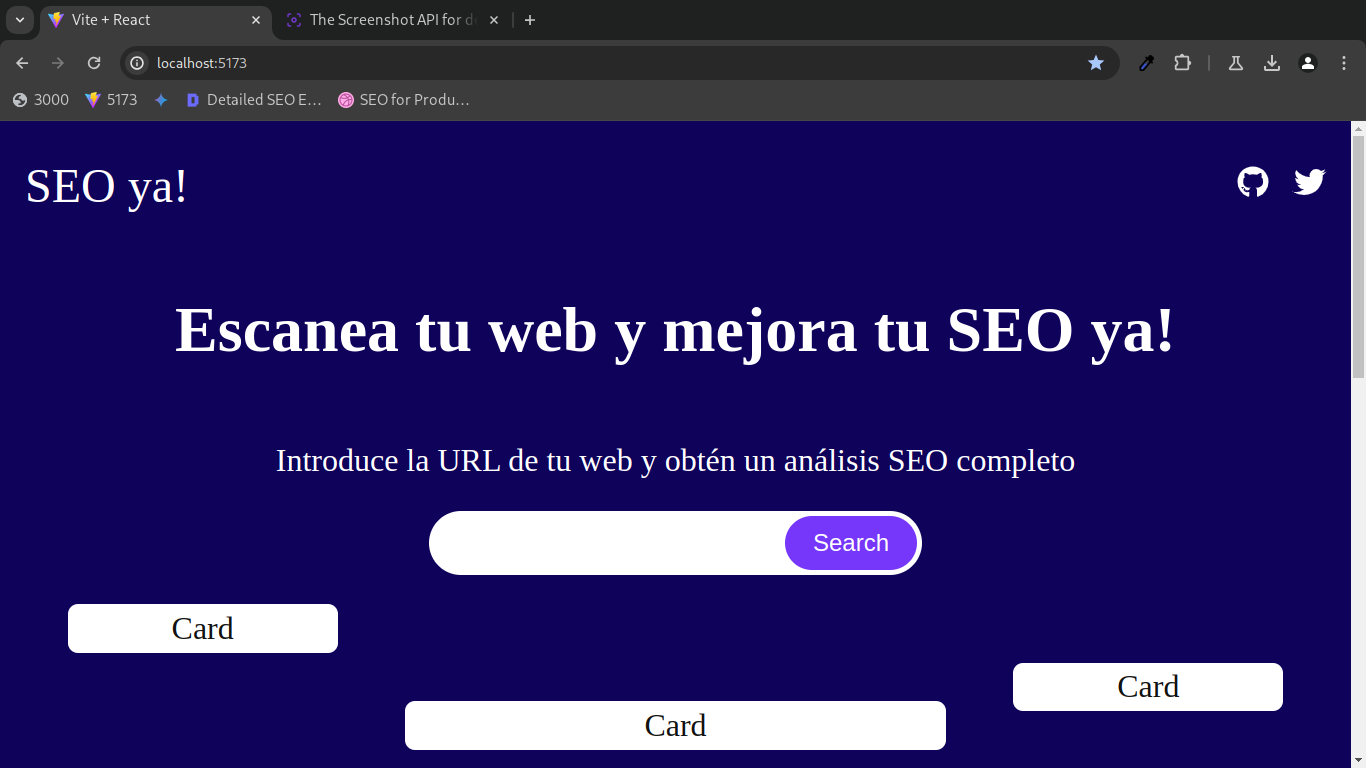 Vite + React
The Screenshot API for d
localhost:5173
3000
5173
Detailed SEO E...
SEO for Produ...
SEO ya!
Escanea tu web y mejora tu SEO ya!
Introduce la URL de tu web y obtén un análisis SEO completo
Search
Card
Card
Card